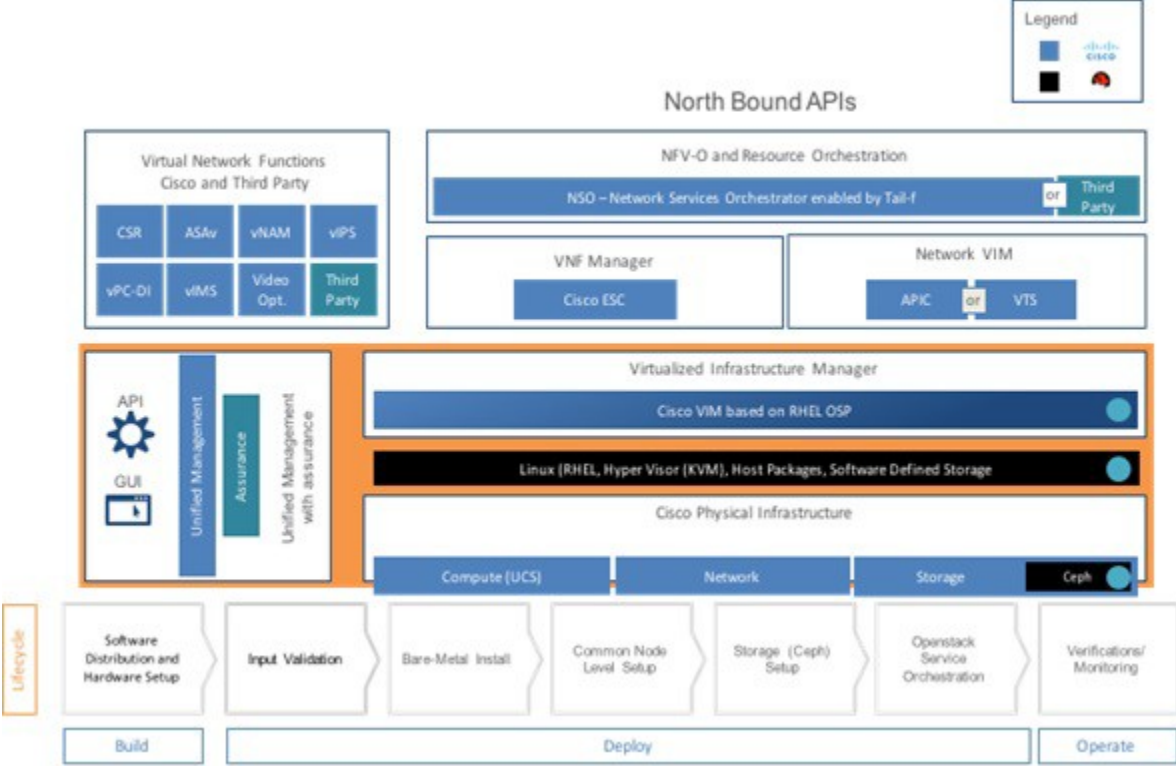 Legend
CISCO
North Bound APIs
Virtual Network Functions
Cisco and Third Party
CSR
ASAv
vNAM
vIPS
vPC-DI
vIMS
Video
Opt.
Third
Party
NFV-O and Resource Orchestration
NSO – Network Services Orchestrator enabled by Tail-f
or
Third
Party
VNF Manager
Cisco ESC
Network VIM
APIC
or
VTS
API
GUI
Unified Management
Assurance
Unified Management
with assurance
Virtualized Infrastructure Manager
Cisco VIM based on RHEL OSP
Linux (RHEL, Hyper Visor (KVM), Host Packages, Software Defined Storage
Cisco Physical Infrastructure
Compute (UCS)
Network
Storage
Ceph
Lifecycle
Software
Distribution and
Hardware Setup
Input Validation
Bare-Metal Install
Common Node
Level Setup
Storage (Ceph)
Setup
Openstack
Service
Orchestration
Verifications/
Monitoring
Build
Deploy
Operate